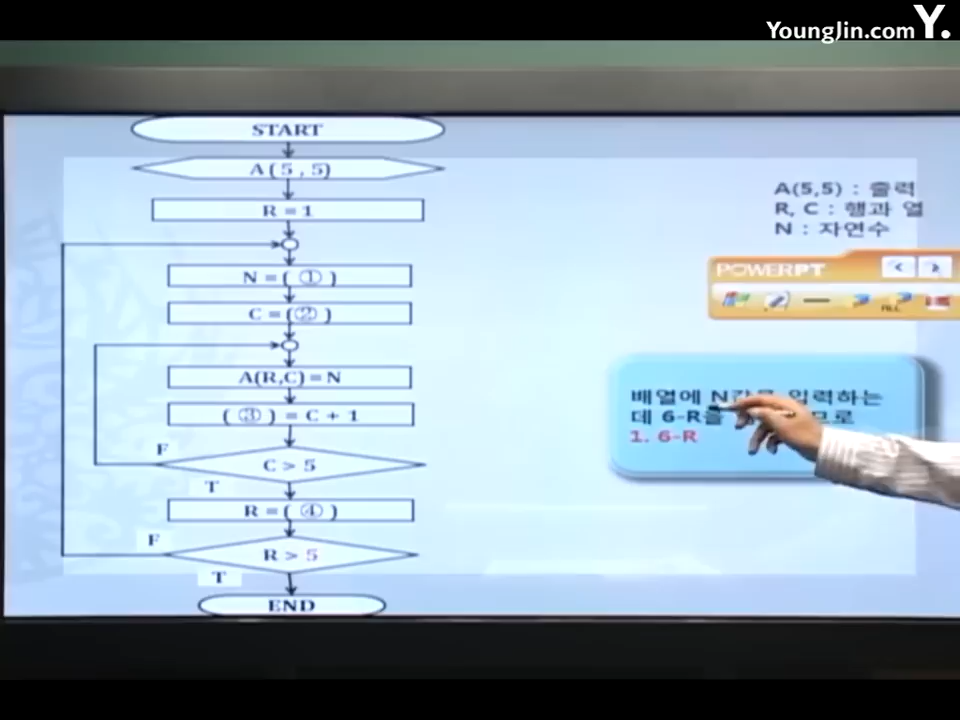 YoungJin.com Y.
START
A ( 5 , 5)
R = 1
N = ( ① )
C = (② )
A(R,C) = N
( ③ ) = C + 1
F
C > 5
T
R = ( ④ )
F
R > 5
T
END
A(5,5) : 출력
R, C : 행과 열
N : 자연수
POWERPT
ALL
배열에 N값을 입력하는
데 6-R을
1. 6-R